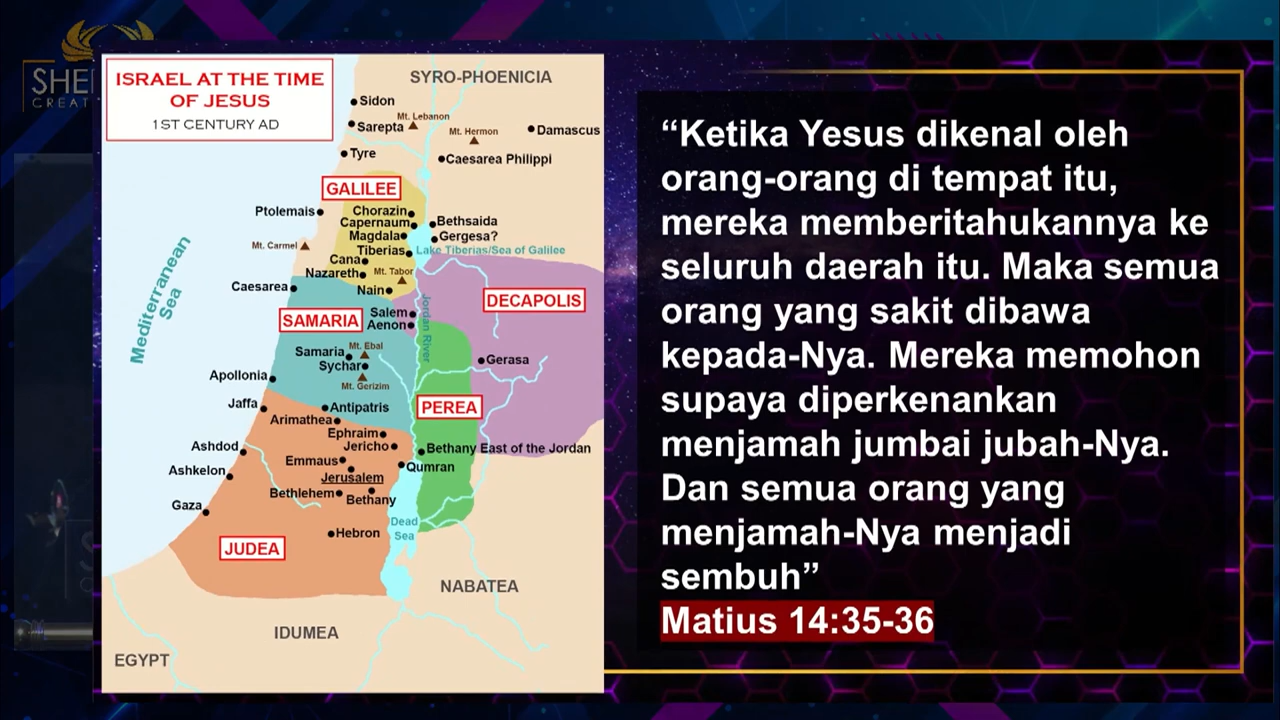 SHE
CREAT
ISRAEL AT THE TIME
OF JESUS
1ST CENTURY AD
SYRO-PHOENICIA
Sidon
Mt. Lebanon
Sarepta
Mt. Hermon
Damascus
Tyre
Caesarea Philippi
GALILEE
Ptolemais
Chorazin
Capernaum
Bethsaida
Magdala
Gergesa?
Mt. Carmel
Tiberias
Lake Tiberias/Sea of Galilee
Cana
Nazareth
Mt. Tabor
Nain
Caesarea
Mediterranean
Sea
DECAPOLIS
Jordan River
SAMARIA
Salem
Aenon
Samaria
Mt. Ebal
Sychar
Mt. Gerizim
Gerasa
Apollonia
Jaffa
Antipatris
PEREA
Arimathea
Ephraim
Jericho
Bethany East of the Jordan
Ashdod
Emmaus
Qumran
Ashkelon
Jerusalem
Bethlehem
Bethany
Gaza
Dead
Sea
Hebron
JUDEA
NABATEA
IDUMEA
EGYPT
“Ketika Yesus dikenal oleh
orang-orang di tempat itu,
mereka memberitahukannya ke
seluruh daerah itu. Maka semua
orang yang sakit dibawa
kepada-Nya. Mereka memohon
supaya diperkenankan
menjamah jumbai jubah-Nya.
Dan semua orang yang
menjamah-Nya menjadi
sembuh”
Matius 14:35-36